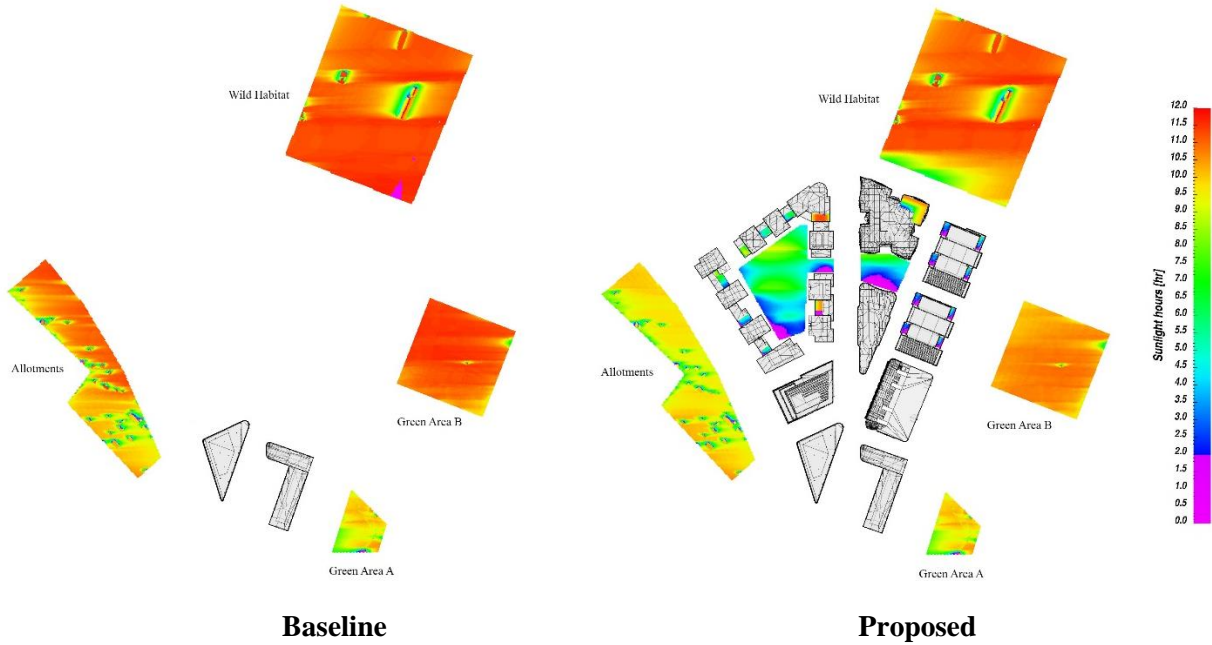 Wild Habitat
Allotments
Green Area B
Green Area A
Baseline
Wild Habitat
Allotments
Green Area B
Green Area A
Proposed
Sunlight hours [hr]
12.0
11.5
11.0
10.5
10.0
9.5
9.0
8.5
8.0
7.5
7.0
6.5
6.0
5.5
5.0
4.5
4.0
3.5
3.0
2.5
2.0
1.5
1.0
0.5
0.0